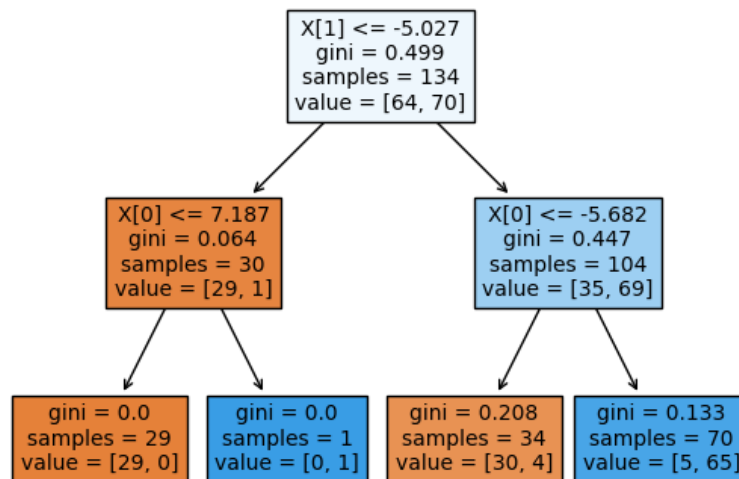 X[1] <= -5.027
gini = 0.499
samples = 134
value = [64, 70]
X[0] <= 7.187
gini = 0.064
samples = 30
value = [29, 1]
X[0] <= -5.682
gini = 0.447
samples = 104
value = [35, 69]
gini = 0.0
samples = 29
value = [29, 0]
gini = 0.0
samples = 1
value = [0, 1]
gini = 0.208
samples = 34
value = [30, 4]
gini = 0.133
samples = 70
value = [5, 65]